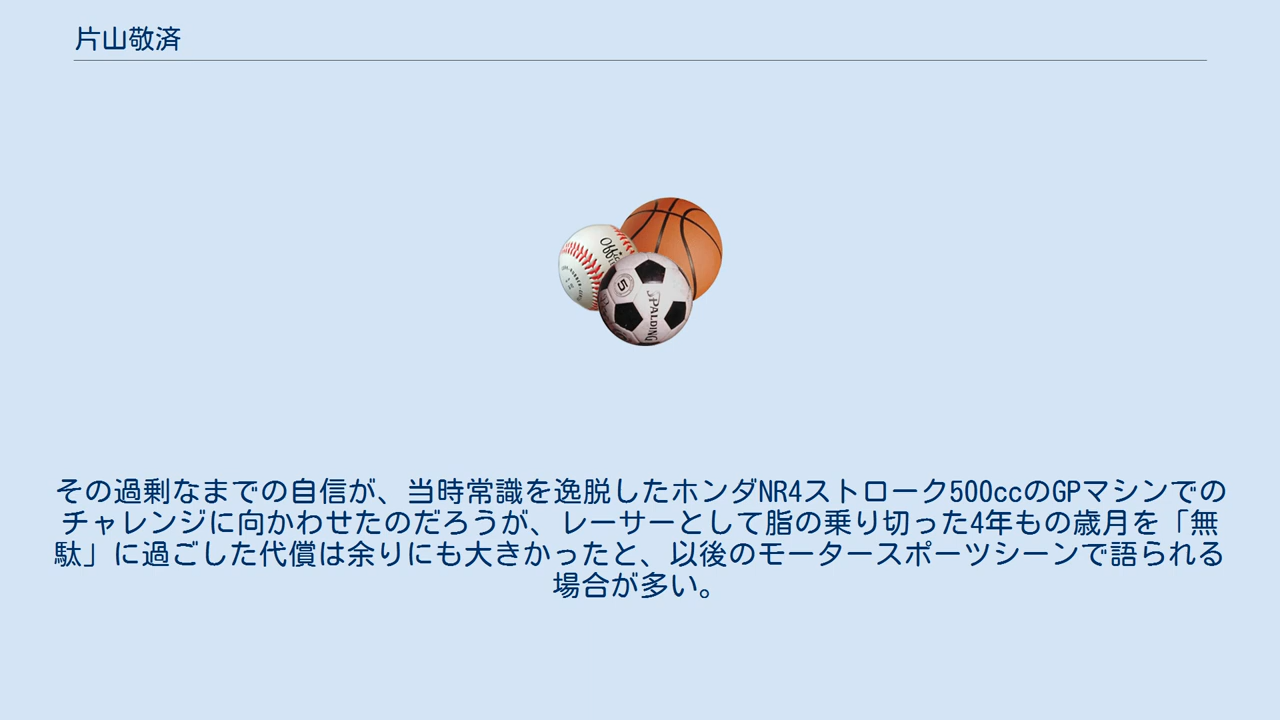 片山敬済
Offici
5
SPALDING
その過剰なまでの自信が、当時常識を逸脱したホンダNR4ストローク500ccのGPマシンでの
チャレンジに向かわせたのだろうが、レーサーとして脂の乗り切った4年もの歳月を「無
駄」に過ごした代償は余りにも大きかったと、以後のモータースポーツシーンで語られる
場合が多い。